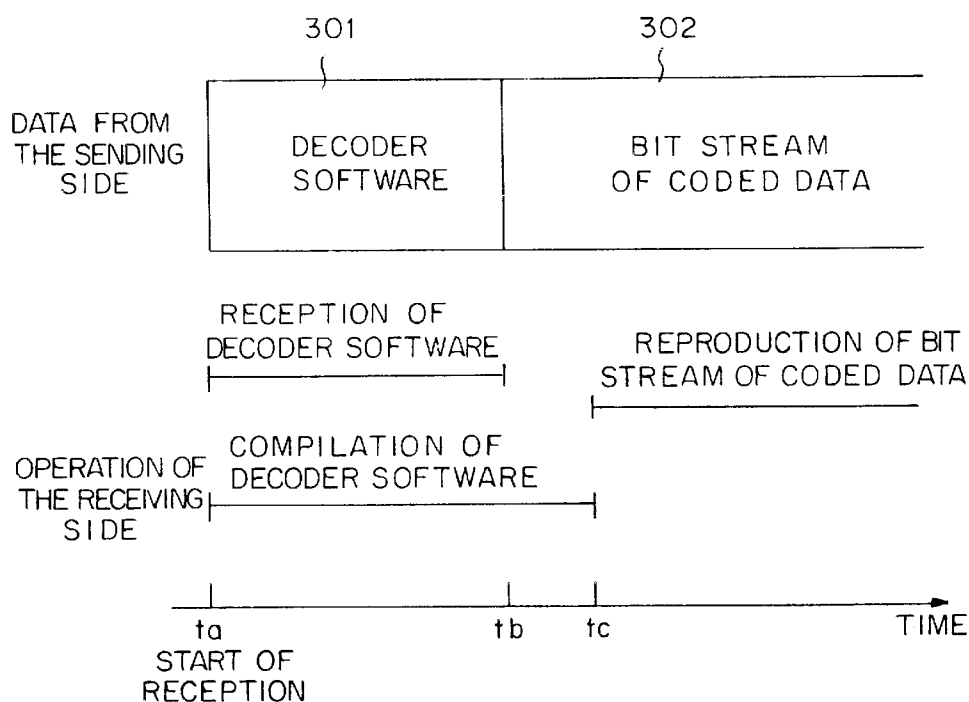 301
302
DATA FROM
THE SENDING
SIDE
DECODER
SOFTWARE
BIT STREAM
OF CODED DATA
RECEPTION OF
DECODER SOFTWARE
REPRODUCTION OF BIT
STREAM OF CODED DATA
OPERATION OF
THE RECEIVING
SIDE
COMPILATION OF
DECODER SOFTWARE
ta
tb
tc
TIME
START OF
RECEPTION